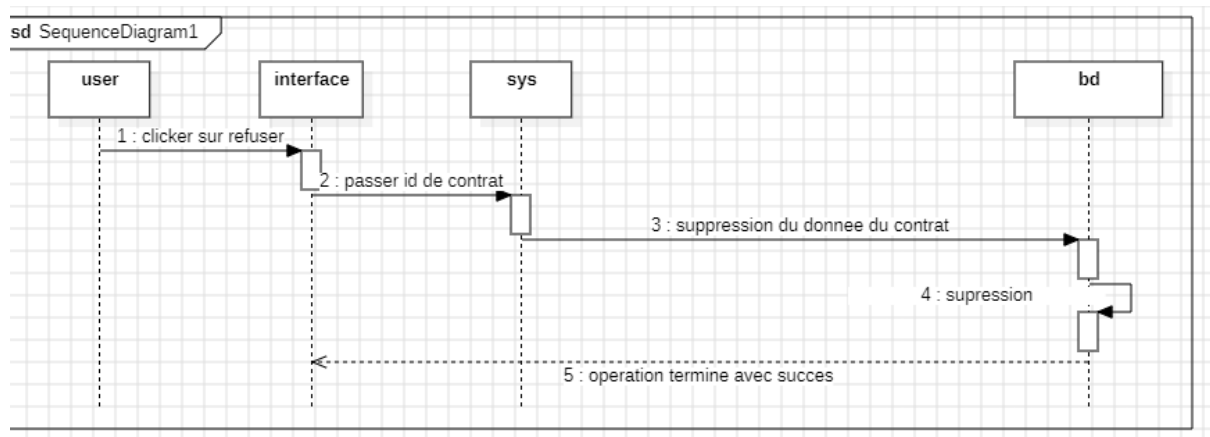 sd SequenceDiagram1
user
interface
sys
bd
1 : clicker sur refuser
2 : passer id de contrat
3 : suppression du donnee du contrat
4 : supression
5 : operation termine avec succes